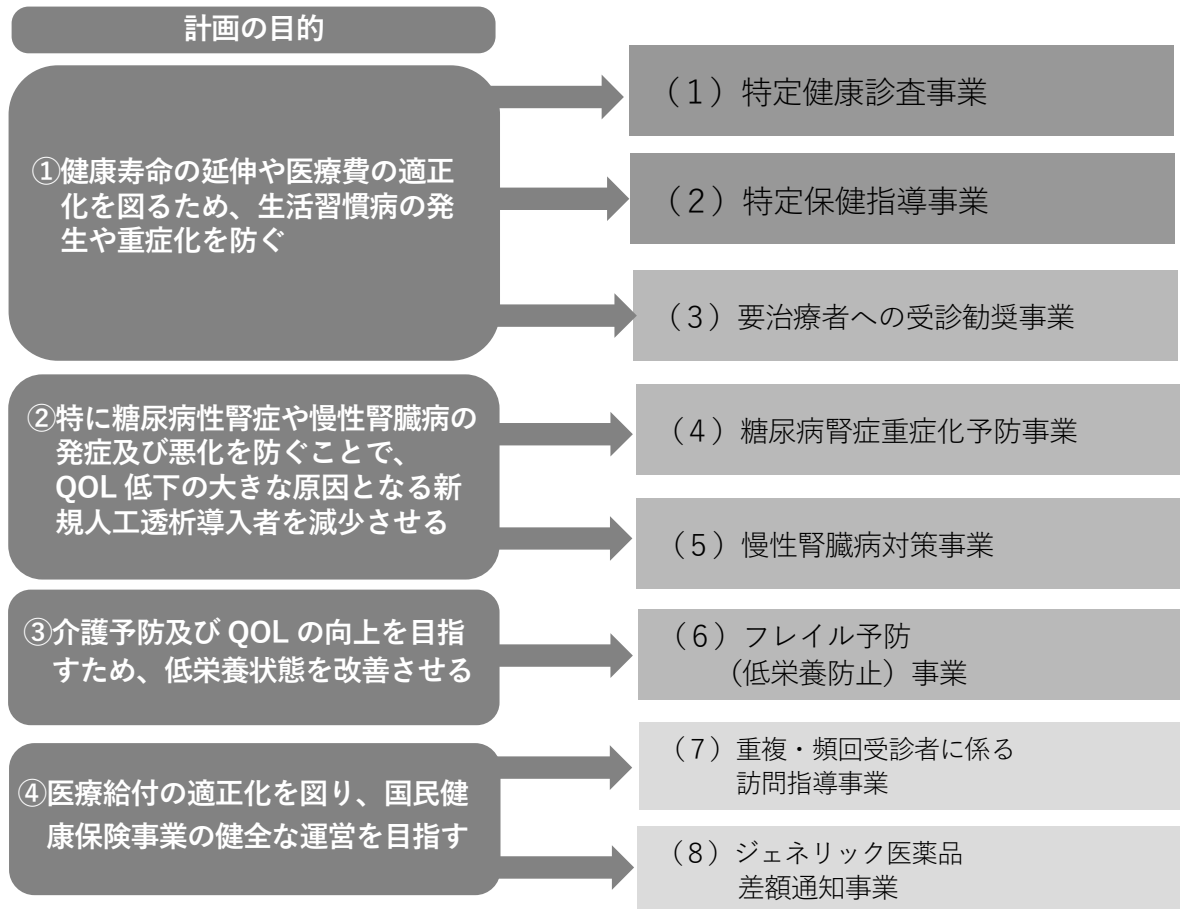 計画の目的
①健康寿命の延伸や医療費の適正
化を図るため、生活習慣病の発
生や重症化を防ぐ
（１）特定健康診査事業
（２）特定保健指導事業
（３）要治療者への受診勧奨事業
②特に糖尿病性腎症や慢性腎臓病の
発症及び悪化を防ぐことで、
QOL 低下の大きな原因となる新
規人工透析導入者を減少させる
（４）糖尿病腎症重症化予防事業
（５）慢性腎臓病対策事業
③介護予防及び QOL の向上を目指
すため、低栄養状態を改善させる
（６）フレイル予防
（低栄養防止）事業
④医療給付の適正化を図り、国民健
康保険事業の健全な運営を目指す
（７）重複・頻回受診者に係る
訪問指導事業
（８）ジェネリック医薬品
差額通知事業